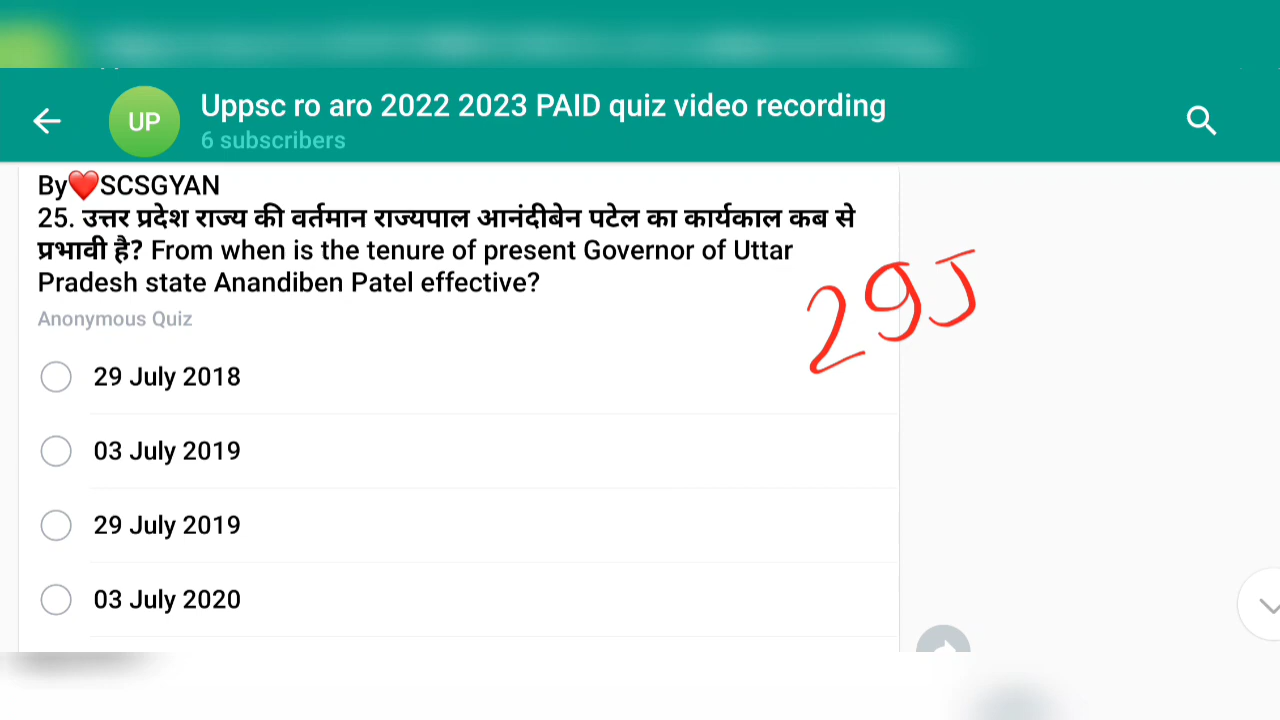 UP
Uppsc ro aro 2022 2023 PAID quiz video recording
6 subscribers
By❤️SCSGYAN
25. उत्तर प्रदेश राज्य की वर्तमान राज्यपाल आनंदीबेन पटेल का कार्यकाल कब से
प्रभावी है? From when is the tenure of present Governor of Uttar
Pradesh state Anandiben Patel effective?
29J
Anonymous Quiz
29 July 2018
03 July 2019
29 July 2019
03 July 2020